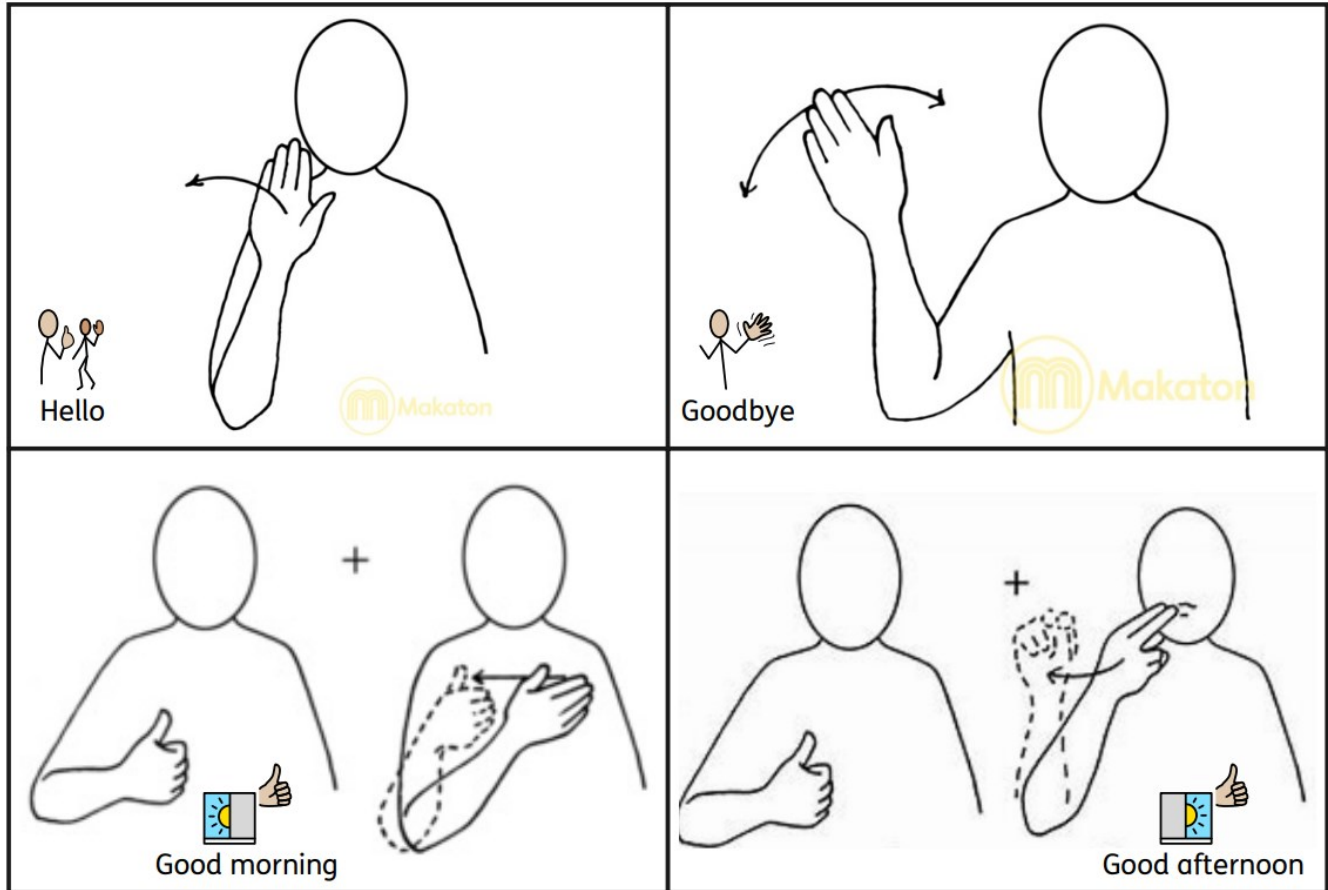 Hello
Makaton
Goodbye
Makaton
+
Good morning
+
Good afternoon